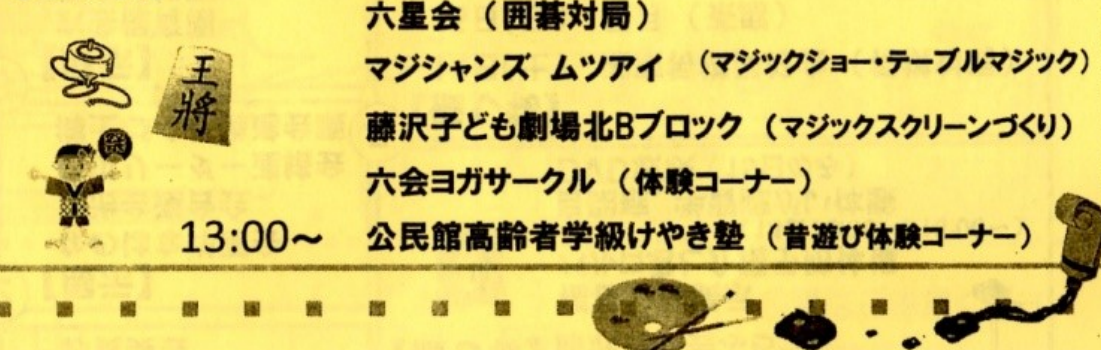 六星会（囲碁対局）
マジシャンズ ムツアイ （マジックショー・テーブルマジック）
王将
藤沢子ども劇場北Bブロック （マジックスクリーンづくり）
六会ヨガサークル （体験コーナー）
13:00～ 公民館高齢者学級けやき塾 （昔遊び体験コーナー）